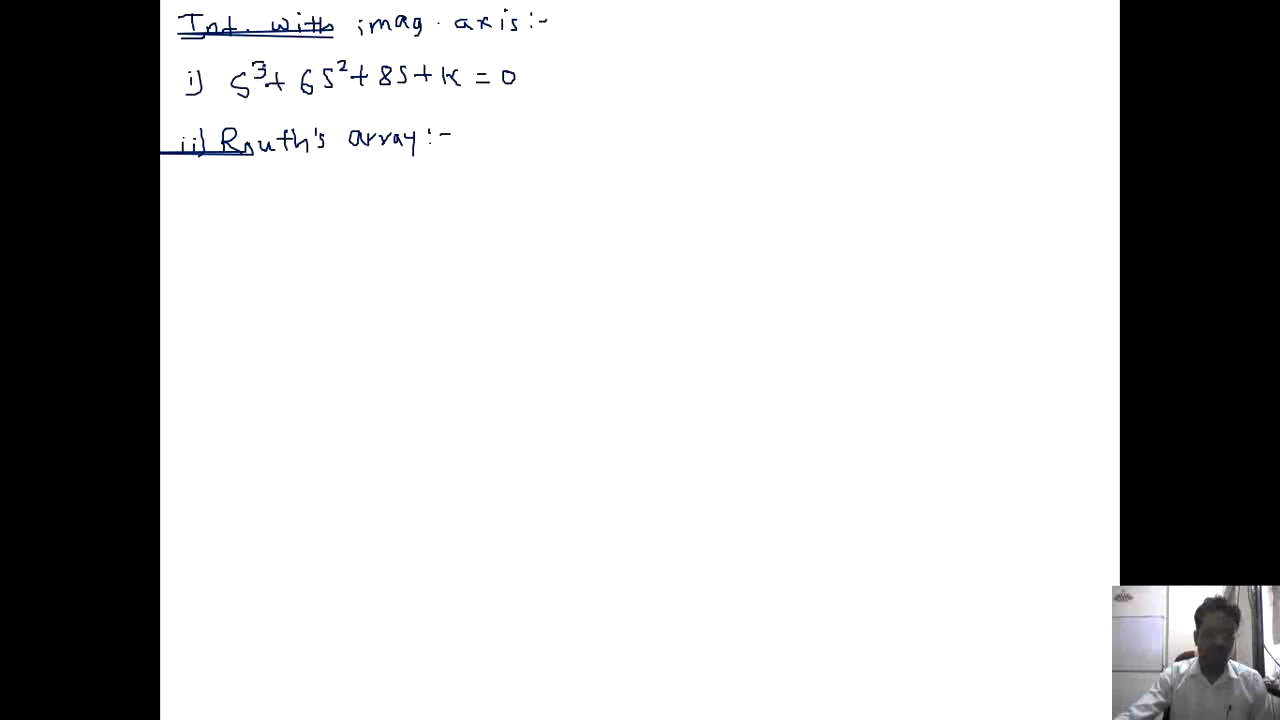 Int. with imag. axis:-
i) S³ + 6S² + 8S + K = 0
ii) Routh's array:-